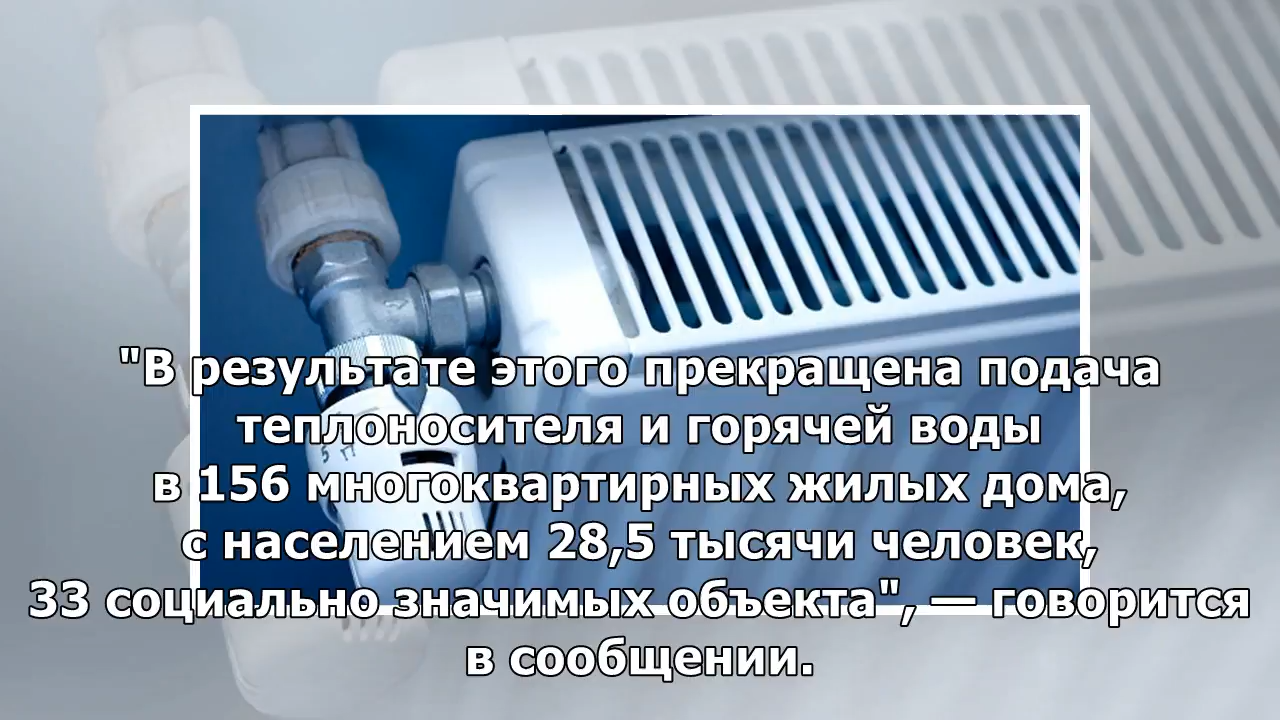 "В результате этого прекращена подача
теплоносителя и горячей воды
в 156 многоквартирных жилых дома,
с населением 28,5 тысячи человек,
33 социально значимых объекта", — говорится
в сообщении.